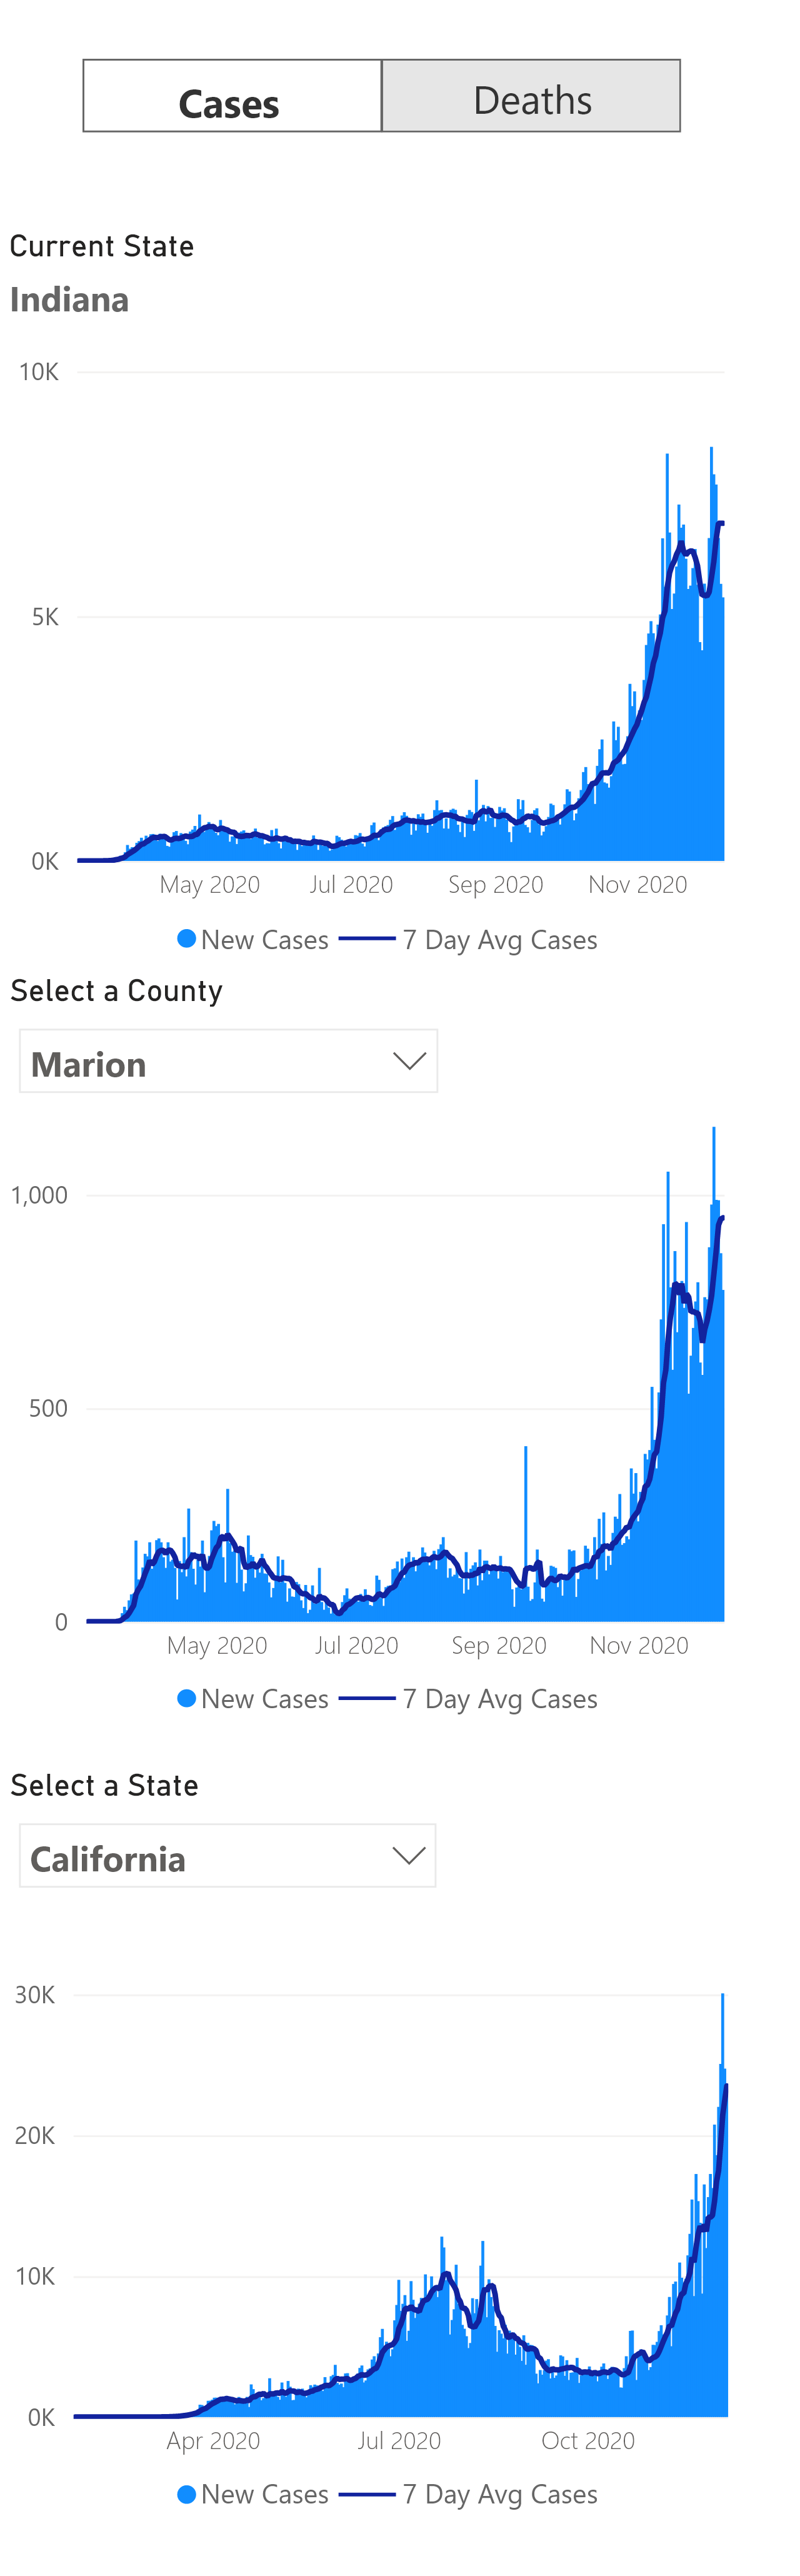 Cases Deaths
Current State
Indiana
10K
5K
0K
May 2020 Jul 2020 Sep 2020 Nov 2020
New Cases 7 Day Avg Cases
Select a County
Marion
1,000
500
0
May 2020 Jul 2020 Sep 2020 Nov 2020
New Cases 7 Day Avg Cases
Select a State
California
30K
20K
10K
0K
Apr 2020 Jul 2020 Oct 2020
New Cases 7 Day Avg Cases